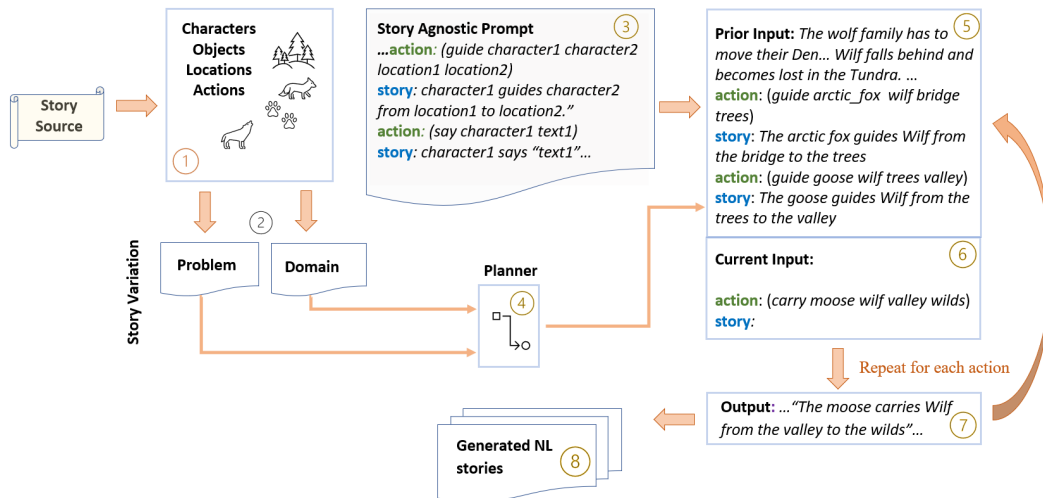 Story
Source
Characters
Objects
Locations
Actions
1
2
Story Variation
Problem
Domain
Story Agnostic Prompt
3
...action: (guide character1 character2
location1 location2)
story: character1 guides character2
from location1 to location2.”
action: (say character1 text1)
story: character1 says “text1”...
Planner
4
Prior Input: The wolf family has to
5
move their Den... Wilf falls behind and
becomes lost in the Tundra. ...
action: (guide arctic_fox wilf bridge
trees)
story: The arctic fox guides Wilf from
the bridge to the trees
action: (guide goose wilf trees valley)
story: The goose guides Wilf from the
trees to the valley
Current Input:
6
action: (carry moose wilf valley wilds)
story:
Repeat for each action
Output: ...“The moose carries Wilf
from the valley to the wilds”...
7
Generated NL
stories
8